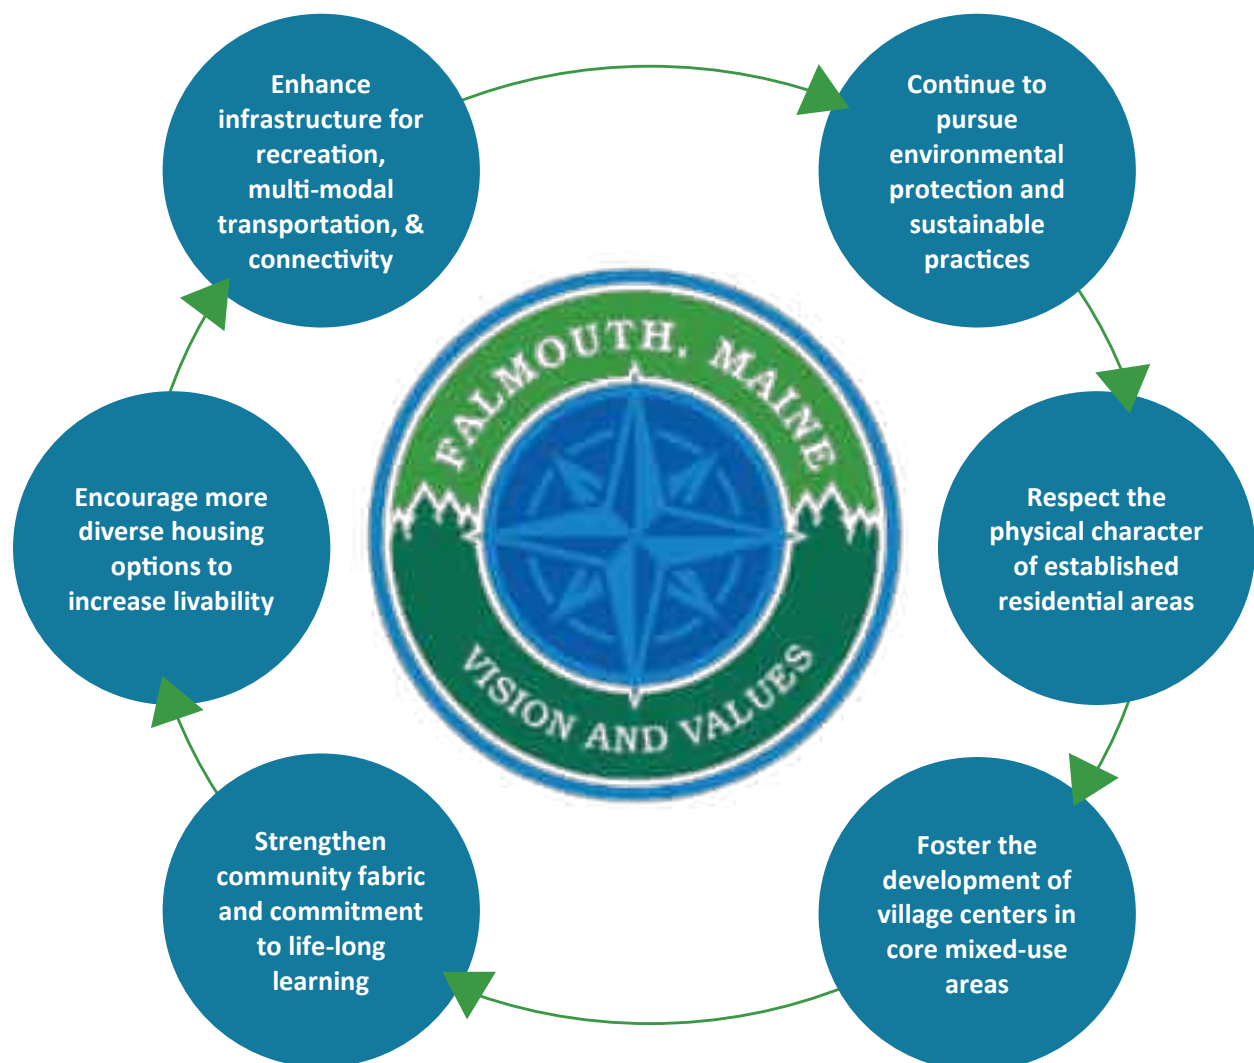 Enhance
infrastructure for
recreation,
multi-modal
transportation, &
connectivity
Continue to
pursue
environmental
protection and
sustainable
practices
Respect the
physical character
of established
residential areas
Foster the
development of
village centers in
core mixed-use
areas
Strengthen
community fabric
and commitment
to life-long
learning
Encourage more
diverse housing
options to
increase livability
FALMOUTH, MAINE
VISION AND VALUES